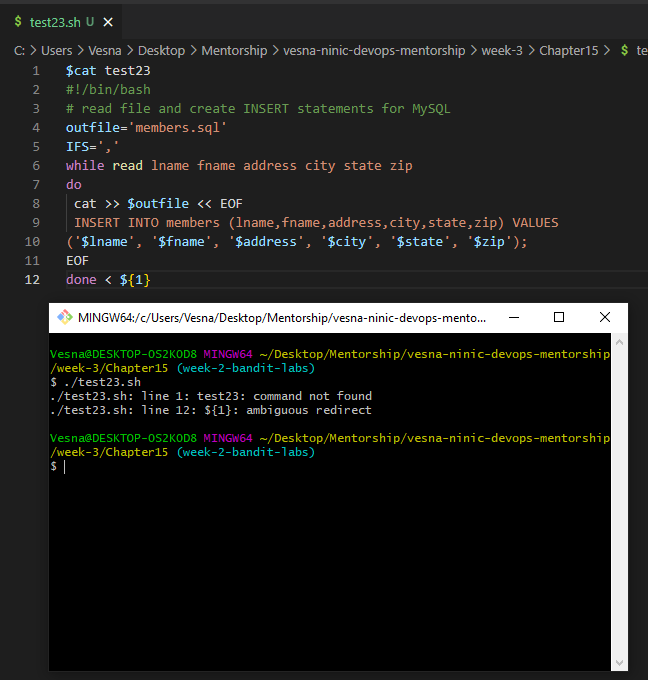 $ test23.sh U ×
C: > Users > Vesna > Desktop > Mentorship > vesna-ninic-devops-mentorship > week-3 > Chapter15 > $ te
1 $cat test23
2 #!/bin/bash
3 # read file and create INSERT statements for MySQL
4 outfile='members.sql'
5 IFS=','
6 while read lname fname address city state zip
7 do
8 cat >> $outfile << EOF
9 INSERT INTO members (lname,fname,address,city,state,zip) VALUES
10 ('$lname', '$fname', '$address', '$city', '$state', '$zip');
11 EOF
12 done < ${1}
MINGW64:/c/Users/Vesna/Desktop/Mentorship/vesna-ninic-devops-mento...
Vesna@DESKTOP-OS2KOD8 MINGW64 ~/Desktop/Mentorship/vesna-ninic-devops-mentorship
/week-3/Chapter15 (week-2-bandit-labs)
$ ./test23.sh
./test23.sh: line 1: test23: command not found
./test23.sh: line 12: ${1}: ambiguous redirect
Vesna@DESKTOP-OS2KOD8 MINGW64 ~/Desktop/Mentorship/vesna-ninic-devops-mentorship
/week-3/Chapter15 (week-2-bandit-labs)
$